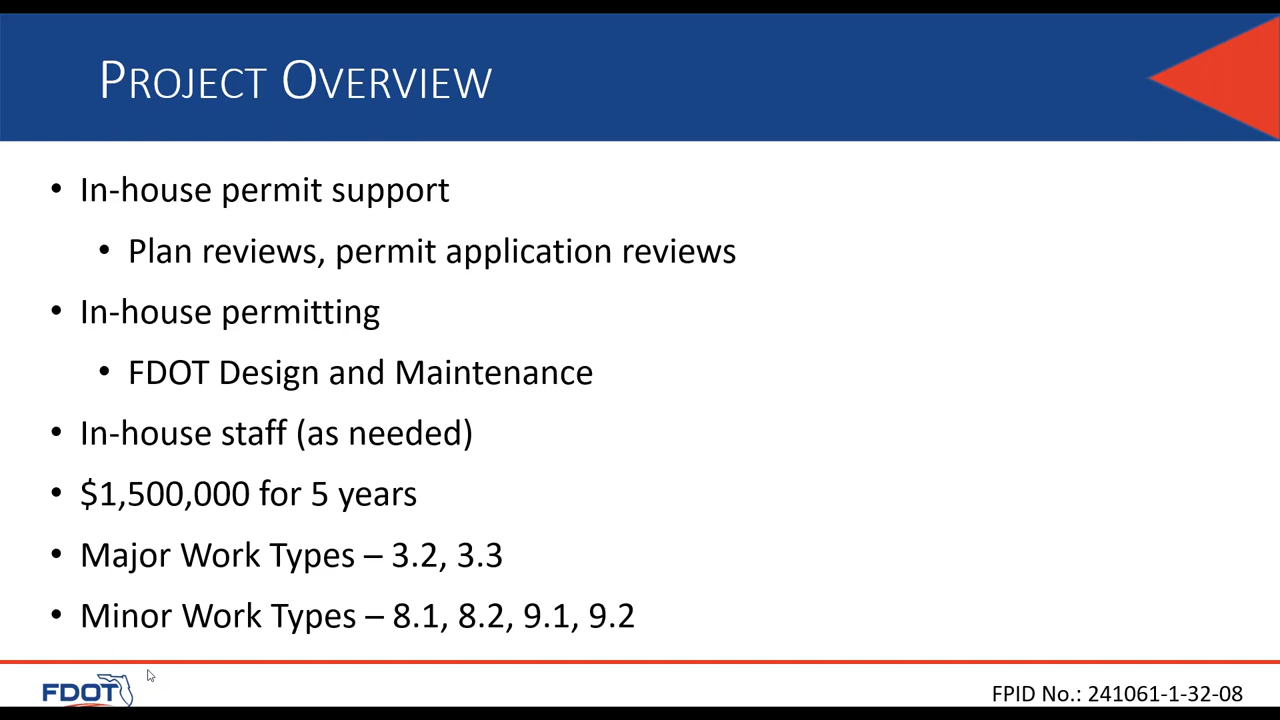 PROJECT OVERVIEW
• In-house permit support
• Plan reviews, permit application reviews
• In-house permitting
• FDOT Design and Maintenance
• In-house staff (as needed)
• $1,500,000 for 5 years
• Major Work Types – 3.2, 3.3
• Minor Work Types – 8.1, 8.2, 9.1, 9.2
FDOT
FPID No.: 241061-1-32-08